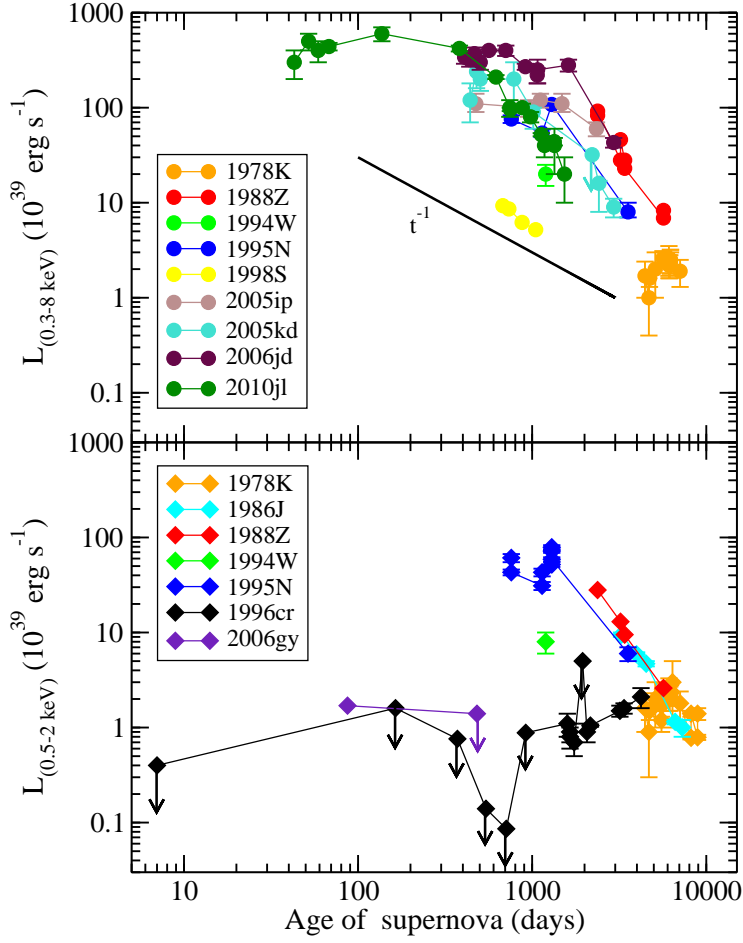 1000
100
10
1
0.1
L(0.3-8 keV) (10^39 erg s^-1)
t^-1
1978K
1988Z
1994W
1995N
1998S
2005ip
2005kd
2006jd
2010jl
1000
100
10
1
0.1
L(0.5-2 keV) (10^39 erg s^-1)
1978K
1986J
1988Z
1994W
1995N
1996cr
2006gy
10 100 1000 10000
Age of supernova (days)